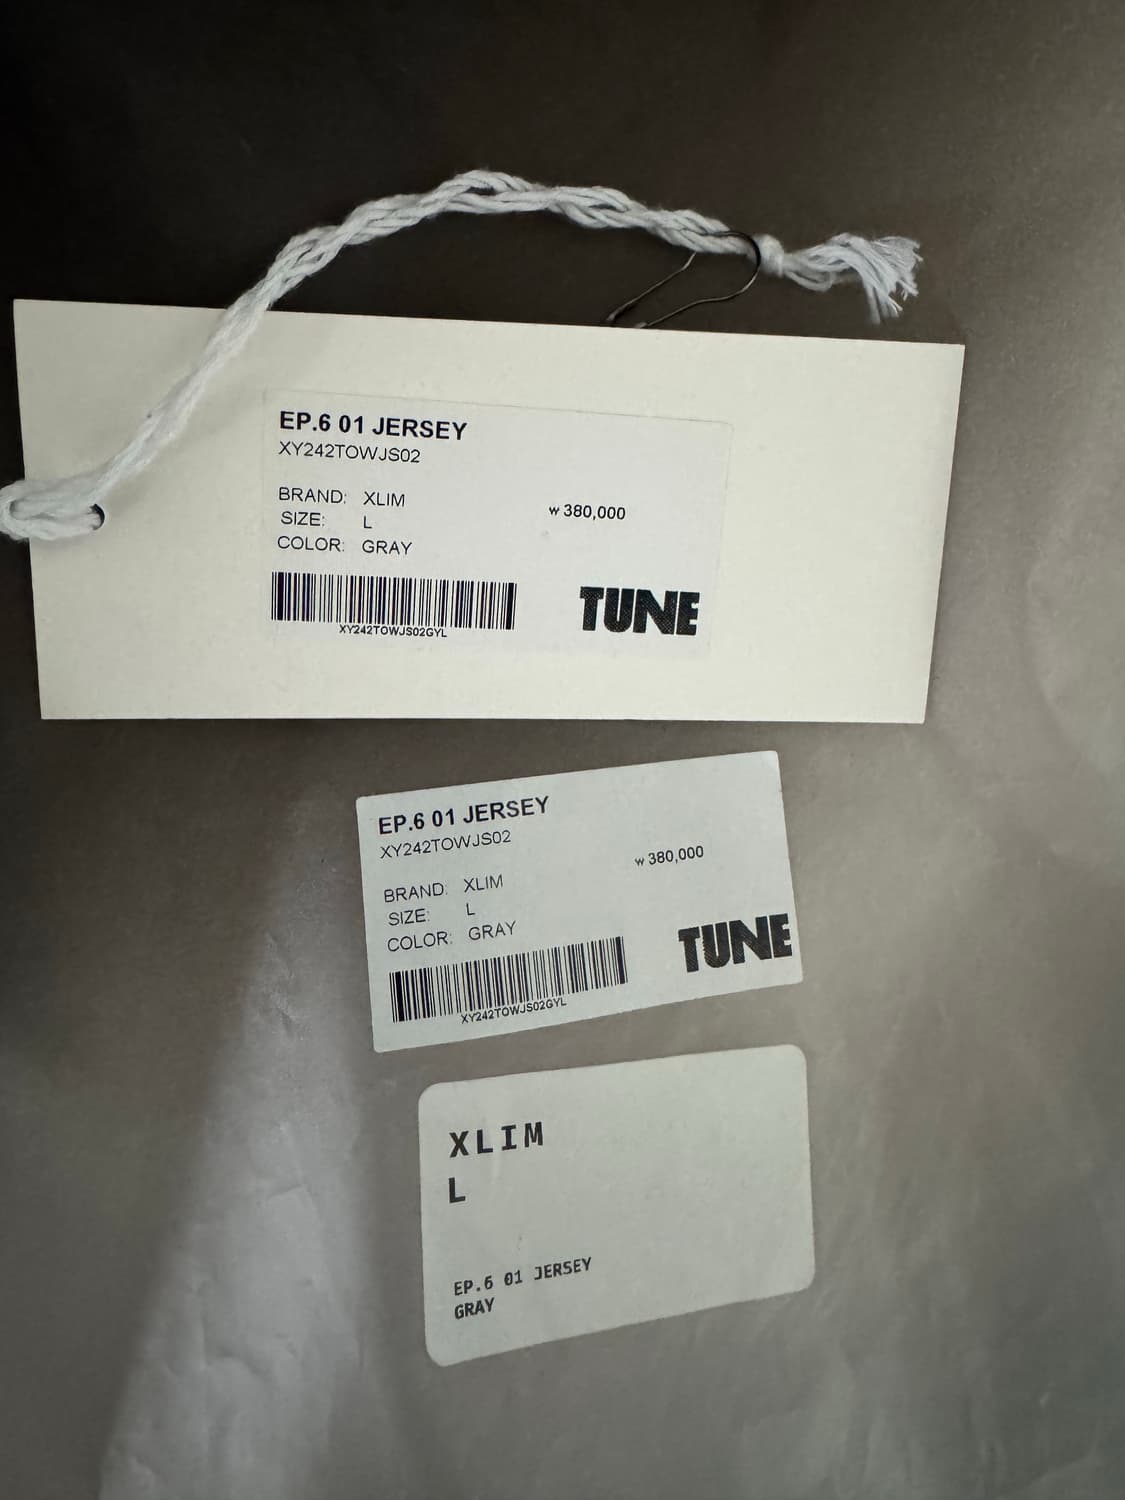 EP.6 01 JERSEY
XY242TOWJS02
BRAND: XLIM
SIZE: L
COLOR: GRAY
₩380,000
XY242TOWJS02GYL
TUNE
EP.6 01 JERSEY
XY242TOWJS02
BRAND: XLIM
SIZE: L
COLOR: GRAY
₩380,000
XY242TOWJS02GYL
TUNE
XLIM
L
EP.6 01 JERSEY
GRAY